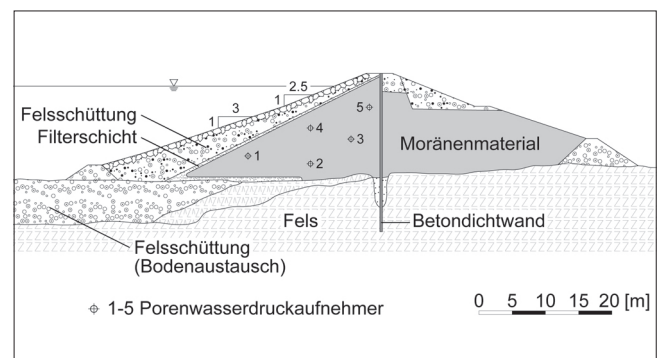 2.5
1
3
1
Felsschüttung
Filterschicht
5
4
3
1
2
Moränenmaterial
Fels
Betondichtwand
Felsschüttung
(Bodenaustausch)
1-5 Porenwasserdruckaufnehmer
0 5 10 15 20 [m]